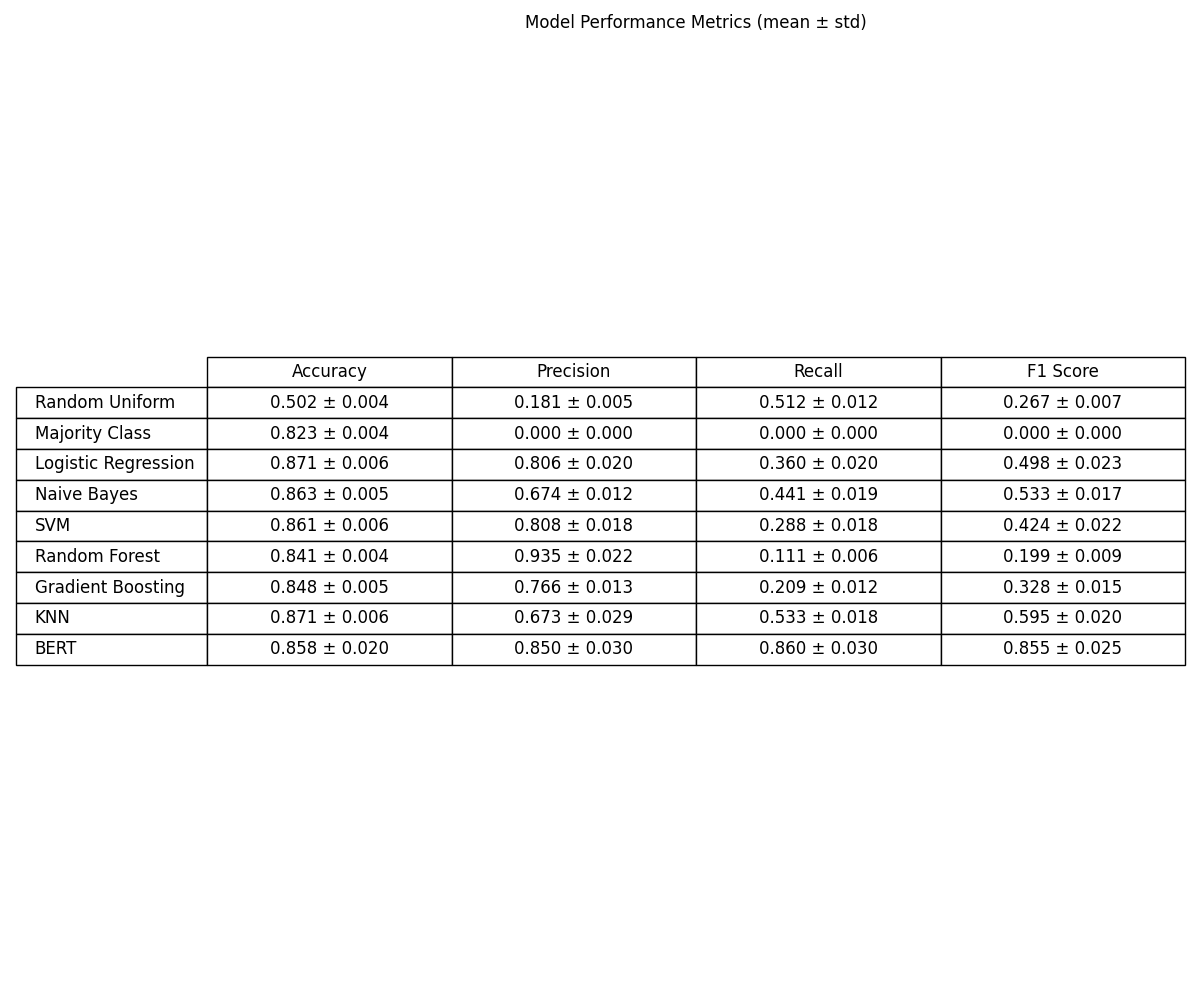 Model Performance Metrics (mean ± std)
Accuracy Precision Recall F1 Score
Random Uniform 0.502 ± 0.004 0.181 ± 0.005 0.512 ± 0.012 0.267 ± 0.007
Majority Class 0.823 ± 0.004 0.000 ± 0.000 0.000 ± 0.000 0.000 ± 0.000
Logistic Regression 0.871 ± 0.006 0.806 ± 0.020 0.360 ± 0.020 0.498 ± 0.023
Naive Bayes 0.863 ± 0.005 0.674 ± 0.012 0.441 ± 0.019 0.533 ± 0.017
SVM 0.861 ± 0.006 0.808 ± 0.018 0.288 ± 0.018 0.424 ± 0.022
Random Forest 0.841 ± 0.004 0.935 ± 0.022 0.111 ± 0.006 0.199 ± 0.009
Gradient Boosting 0.848 ± 0.005 0.766 ± 0.013 0.209 ± 0.012 0.328 ± 0.015
KNN 0.871 ± 0.006 0.673 ± 0.029 0.533 ± 0.018 0.595 ± 0.020
BERT 0.858 ± 0.020 0.850 ± 0.030 0.860 ± 0.030 0.855 ± 0.025